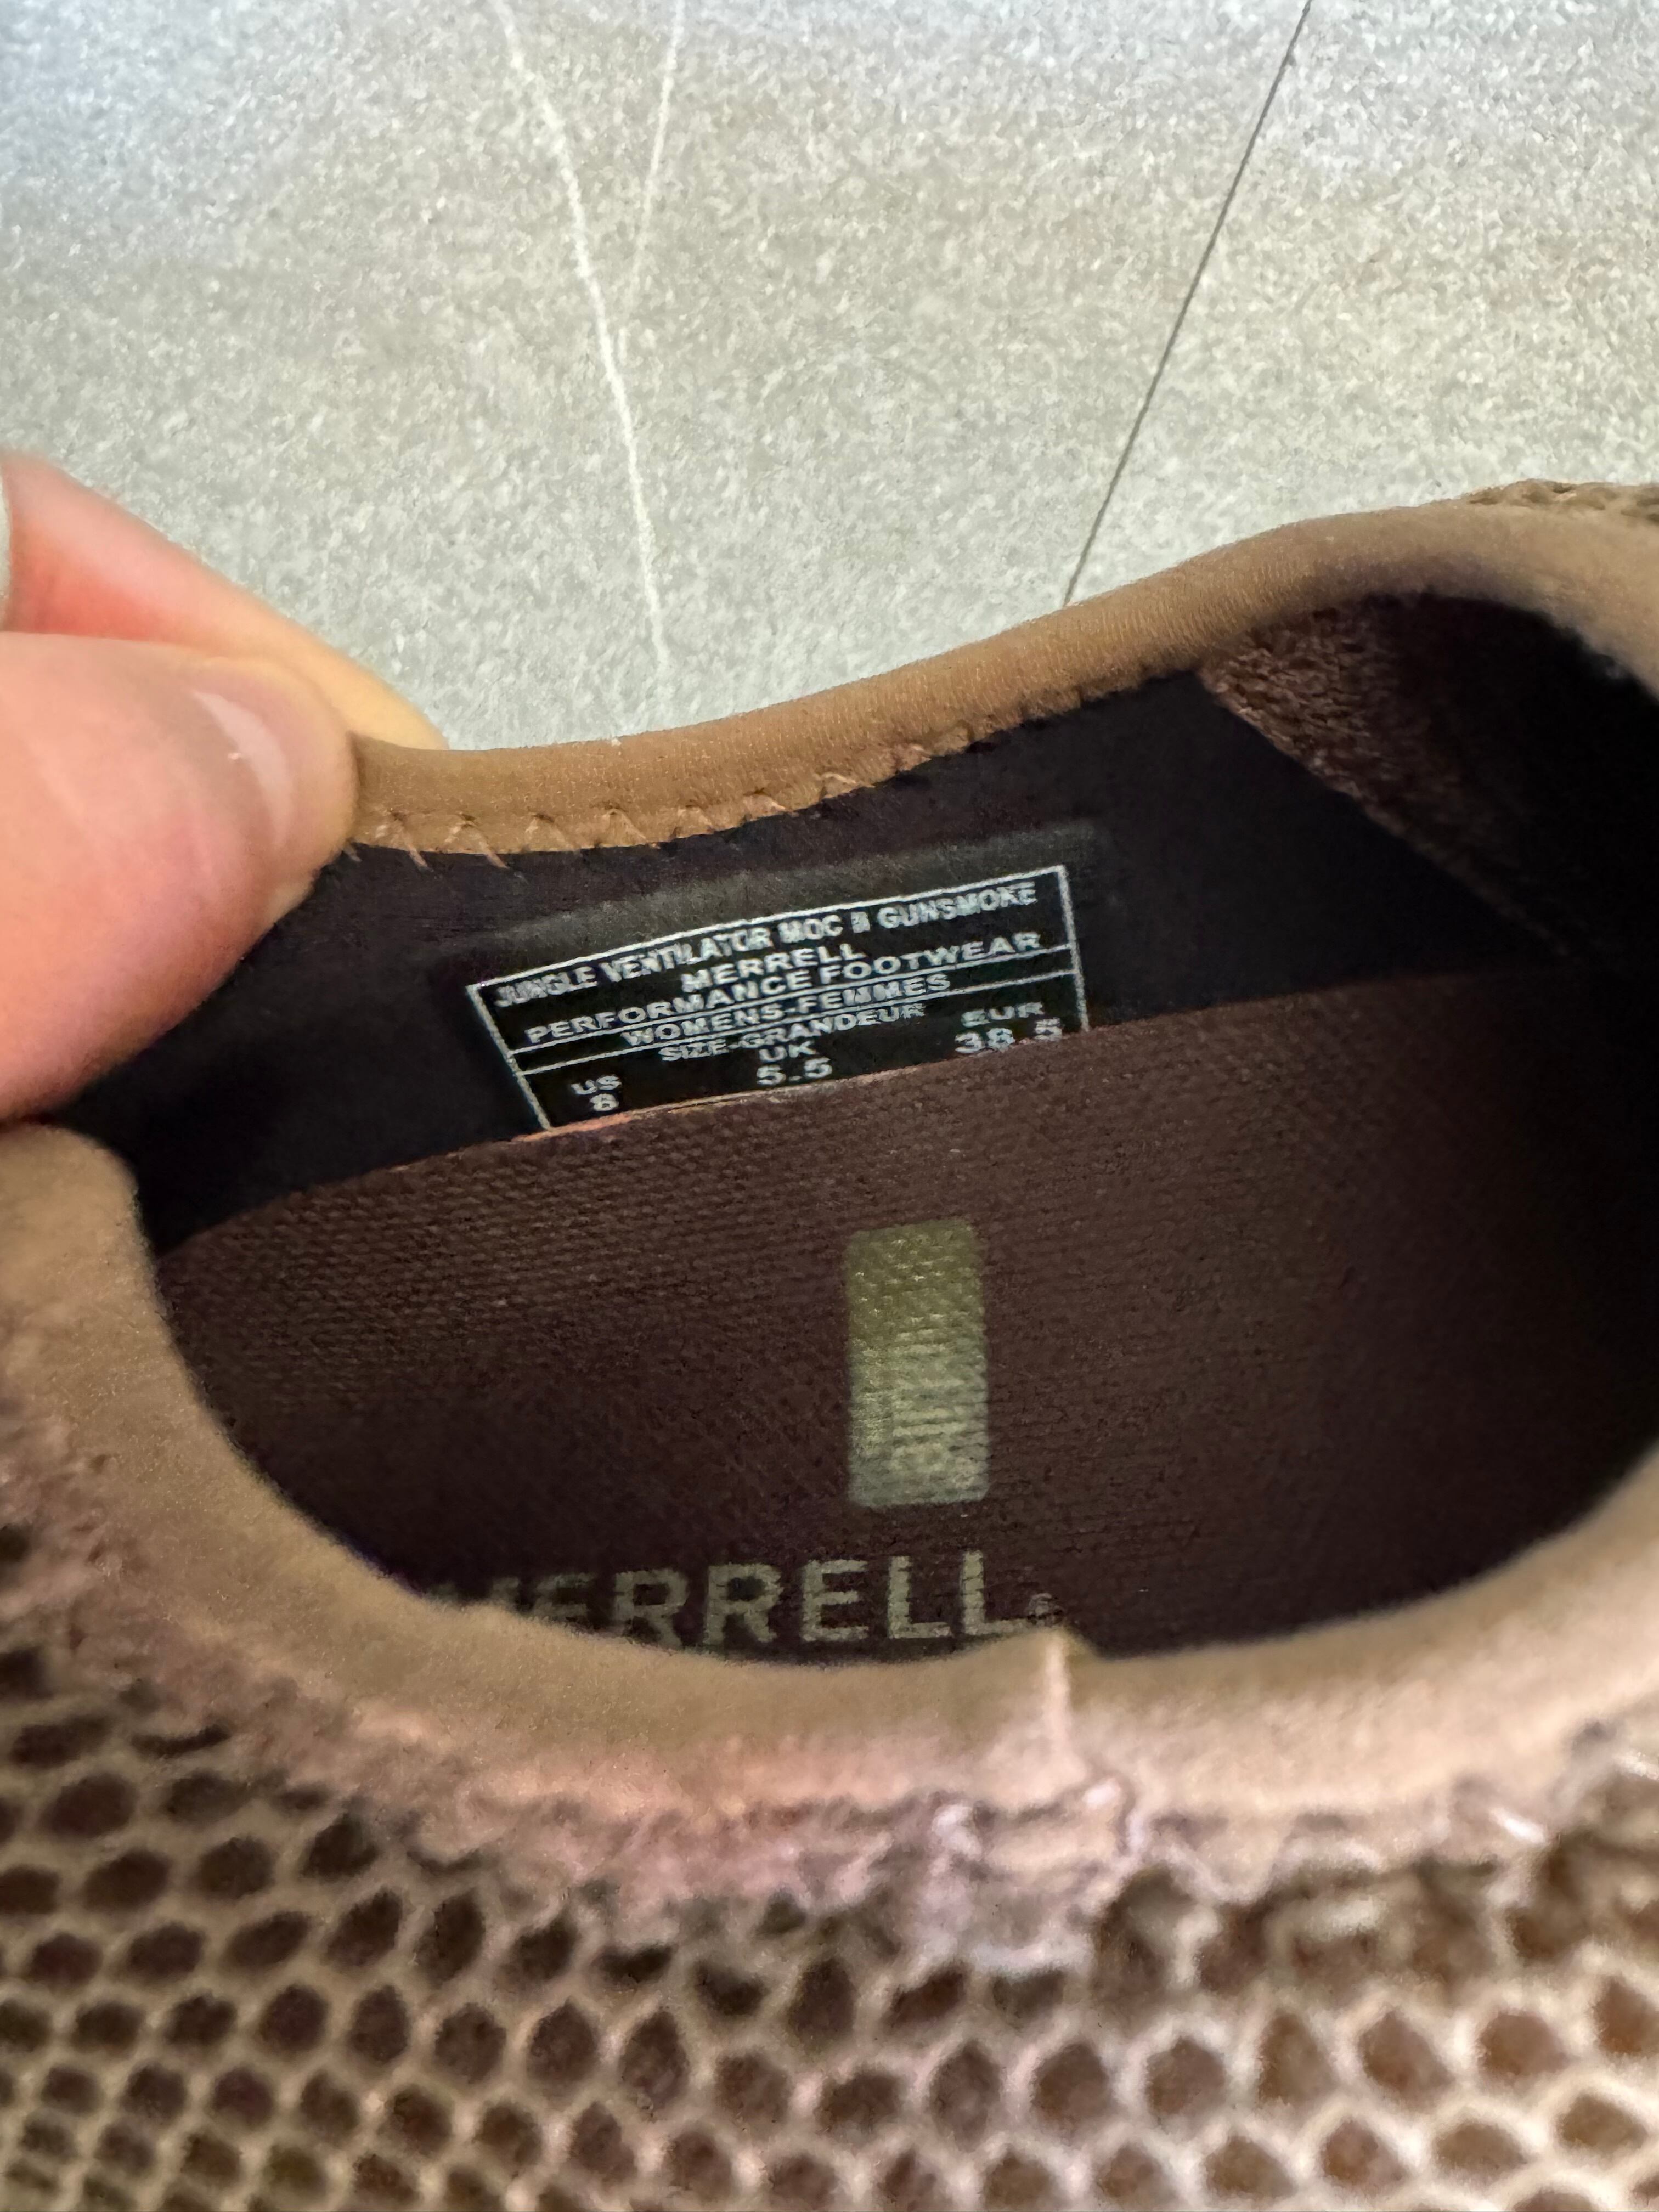 JUNGLE VENTILATOR MOC II GUNSMOKE
MERRELL
PERFORMANCE FOOTWEAR
WOMENS-FEMMES
SIZE-GRANDEUR
US UK EUR
8 5.5 38.5
MERRELL